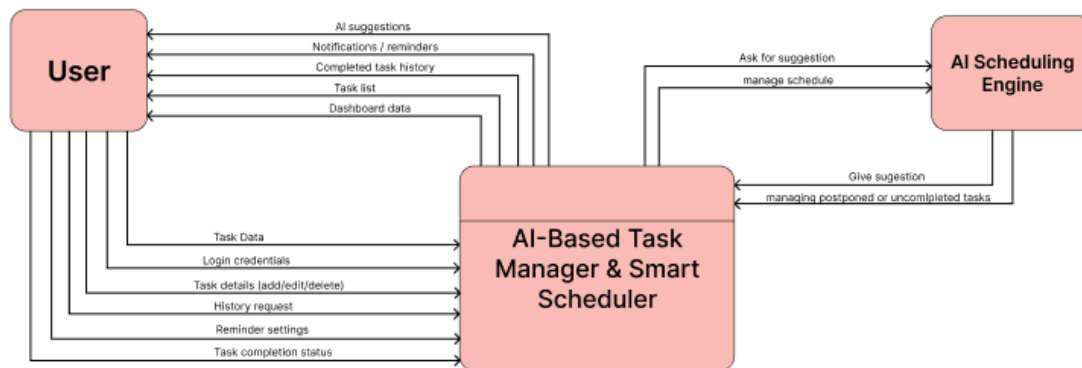 AI suggestions
Notifications / reminders
Completed task history
Task list
Dashboard data
User
Ask for suggestion
manage schedule
AI Scheduling
Engine
Give sugestion
managing postponed or uncomlpleted tasks
Task Data
Login credentials
Task details (add/edit/delete)
History request
Reminder settings
Task completion status
AI-Based Task
Manager & Smart
Scheduler